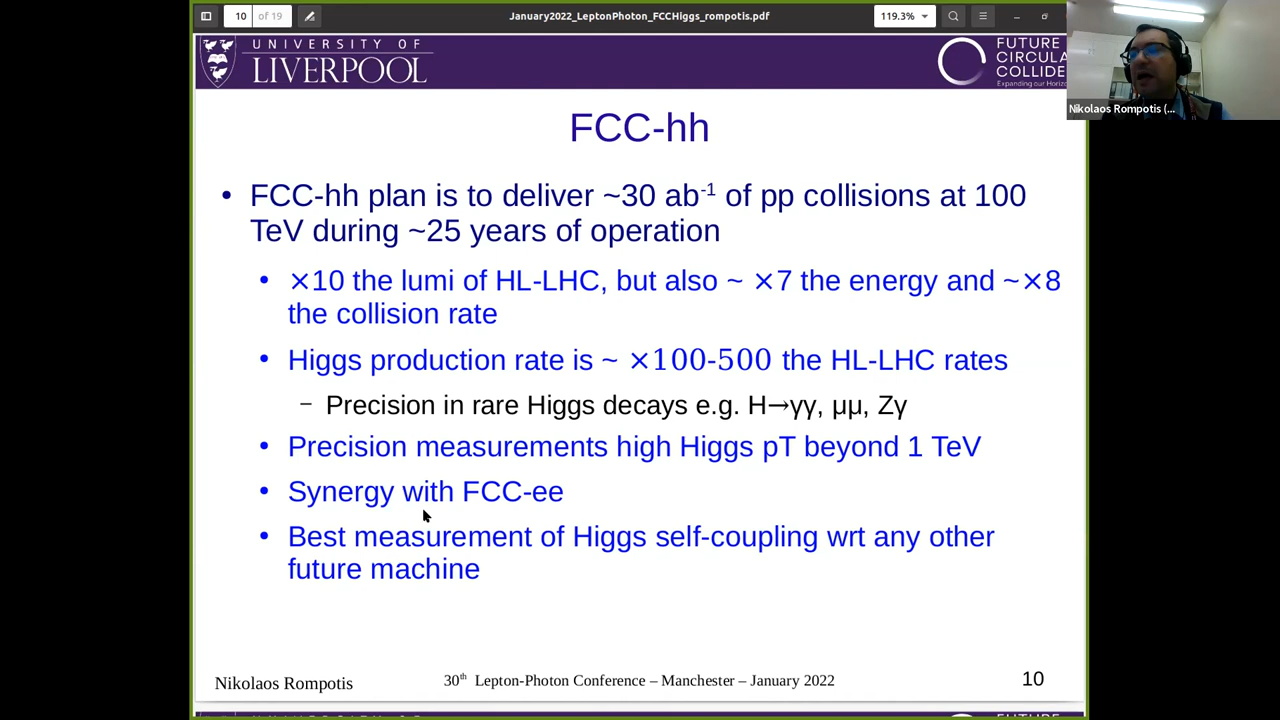 10 of 19
January2022_LeptonPhoton_FCCHiggs_rompotis.pdf
119.3%
UNIVERSITY OF
LIVERPOOL
FUTURE
CIRCULA
COLLIDE
Expanding our Horiz
Nikolaos Rompotis (...
FCC-hh
• FCC-hh plan is to deliver ~30 ab⁻¹ of pp collisions at 100
TeV during ~25 years of operation
• ×10 the lumi of HL-LHC, but also ~ ×7 the energy and ~×8
the collision rate
• Higgs production rate is ~ ×100-500 the HL-LHC rates
– Precision in rare Higgs decays e.g. H→γγ, μμ, Zγ
• Precision measurements high Higgs pT beyond 1 TeV
• Synergy with FCC-ee
• Best measurement of Higgs self-coupling wrt any other
future machine
Nikolaos Rompotis
30th Lepton-Photon Conference – Manchester – January 2022
10